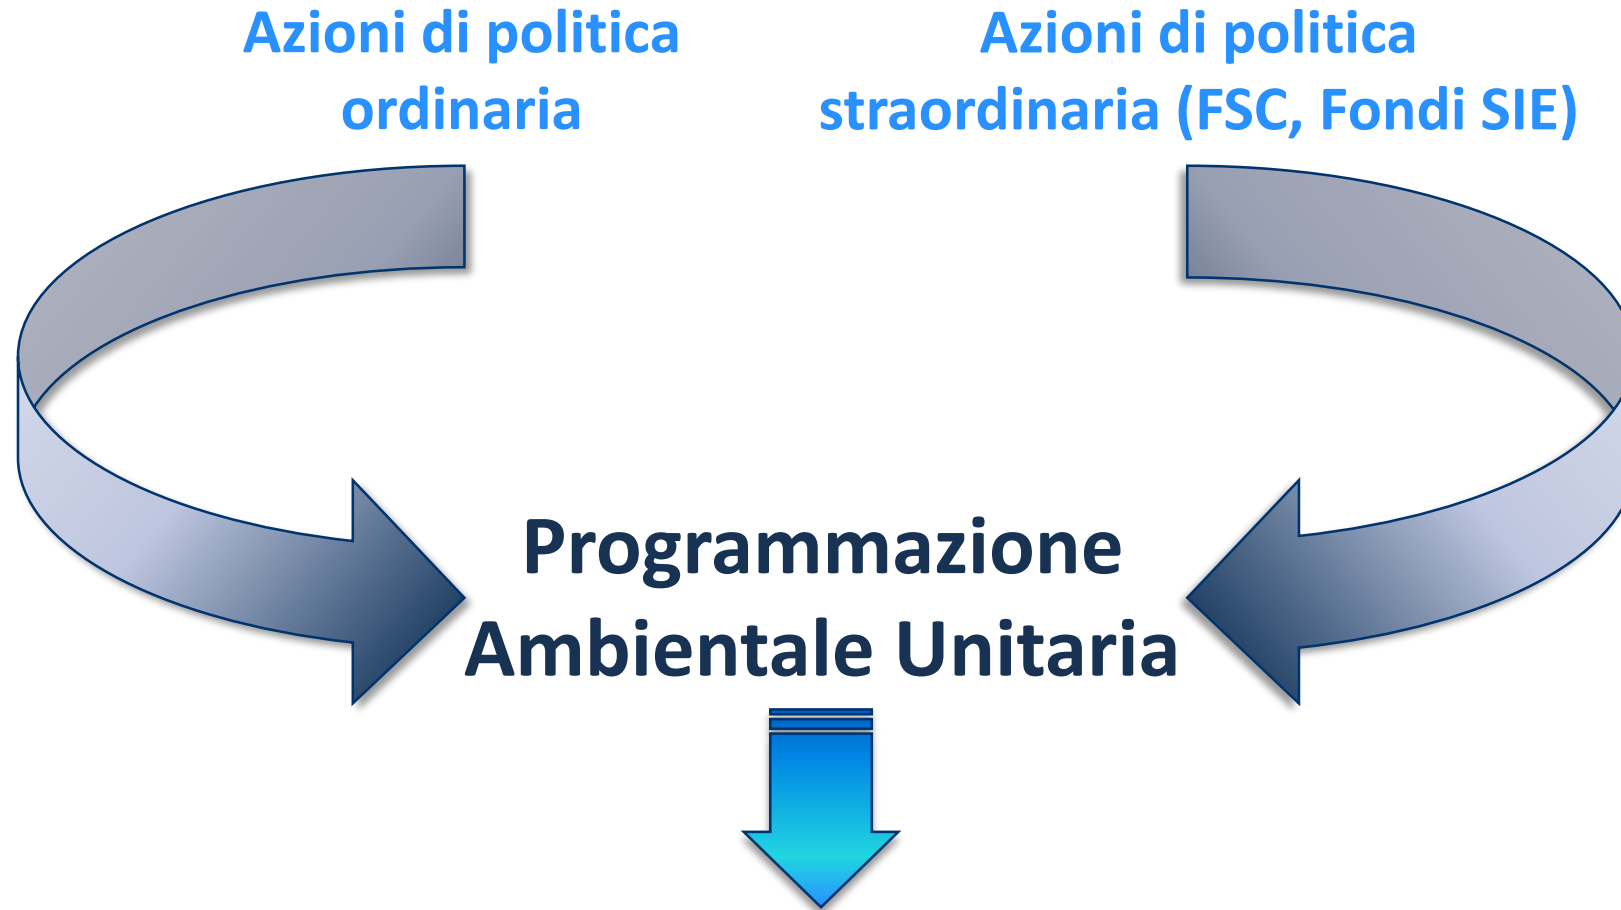 Azioni di politica
ordinaria
Azioni di politica
straordinaria (FSC, Fondi SIE)
Programmazione
Ambientale Unitaria